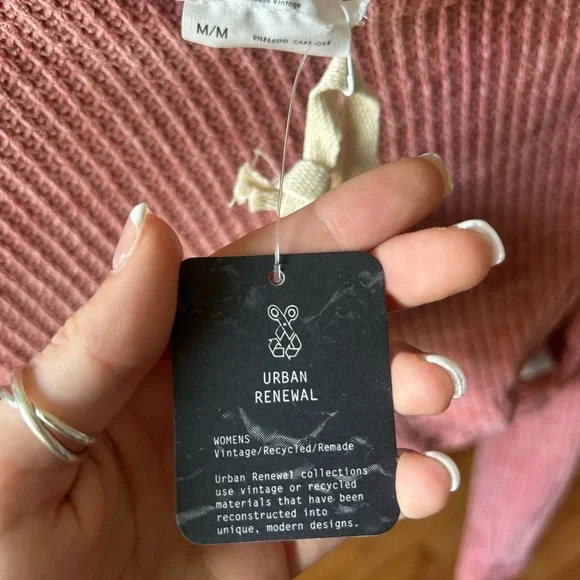 Vintage
M/M
URBAN
RENEWAL
WOMENS
Vintage/Recycled/Remade
Urban Renewal collections
use vintage or recycled
materials that have been
reconstructed into
unique, modern designs.